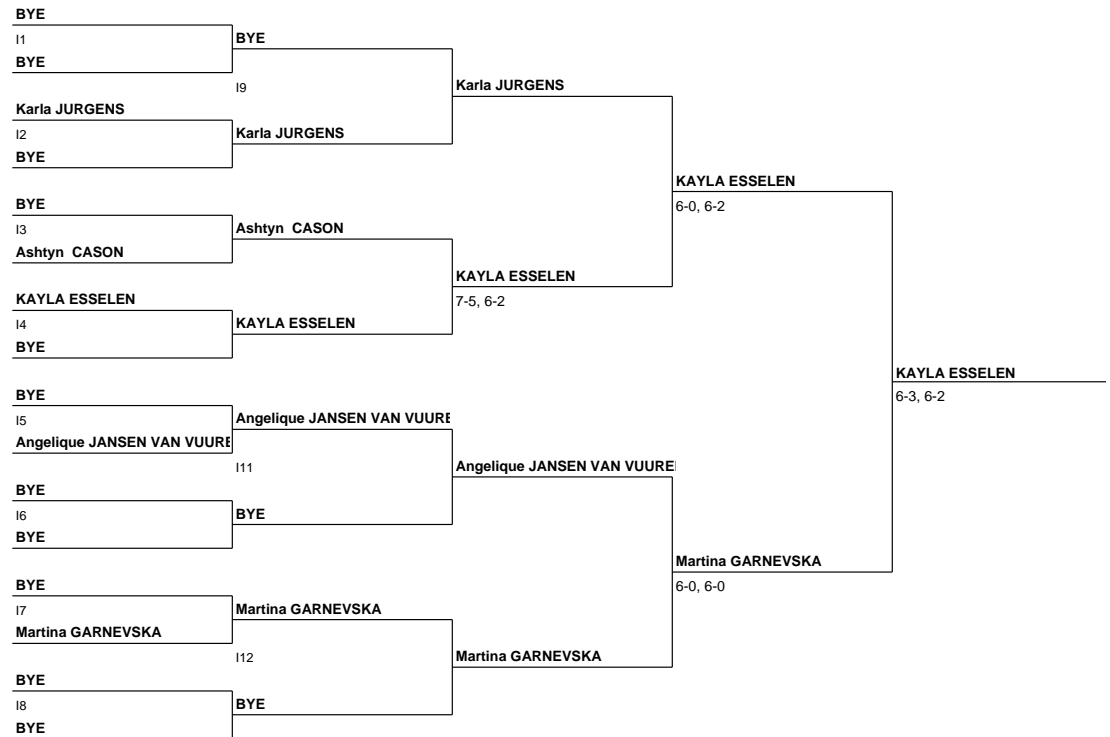 BYE
I1
BYE
BYE
I9
Karla JURGENS
Karla JURGENS
I2
Karla JURGENS
BYE
KAYLA ESSELEN
6-0, 6-2
BYE
I3
Ashtyn CASON
Ashtyn CASON
KAYLA ESSELEN
7-5, 6-2
KAYLA ESSELEN
I4
KAYLA ESSELEN
BYE
KAYLA ESSELEN
6-3, 6-2
BYE
I5
Angelique JANSEN VAN VUURE
Angelique JANSEN VAN VUURE
I11
Angelique JANSEN VAN VUURE
BYE
I6
BYE
BYE
Martina GARNEVSKA
6-0, 6-0
BYE
I7
Martina GARNEVSKA
Martina GARNEVSKA
I12
Martina GARNEVSKA
BYE
I8
BYE
BYE